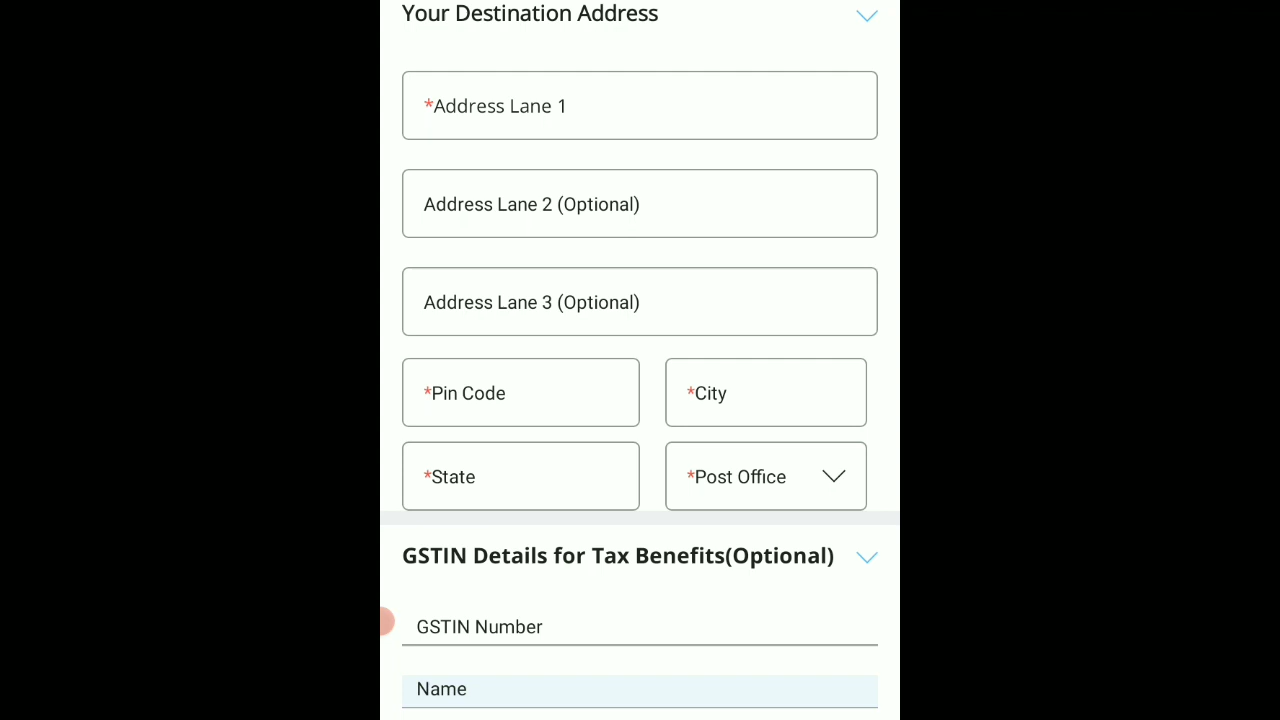 Your Destination Address
*Address Lane 1
Address Lane 2 (Optional)
Address Lane 3 (Optional)
*Pin Code
*City
*State
*Post Office
GSTIN Details for Tax Benefits(Optional)
GSTIN Number
Name